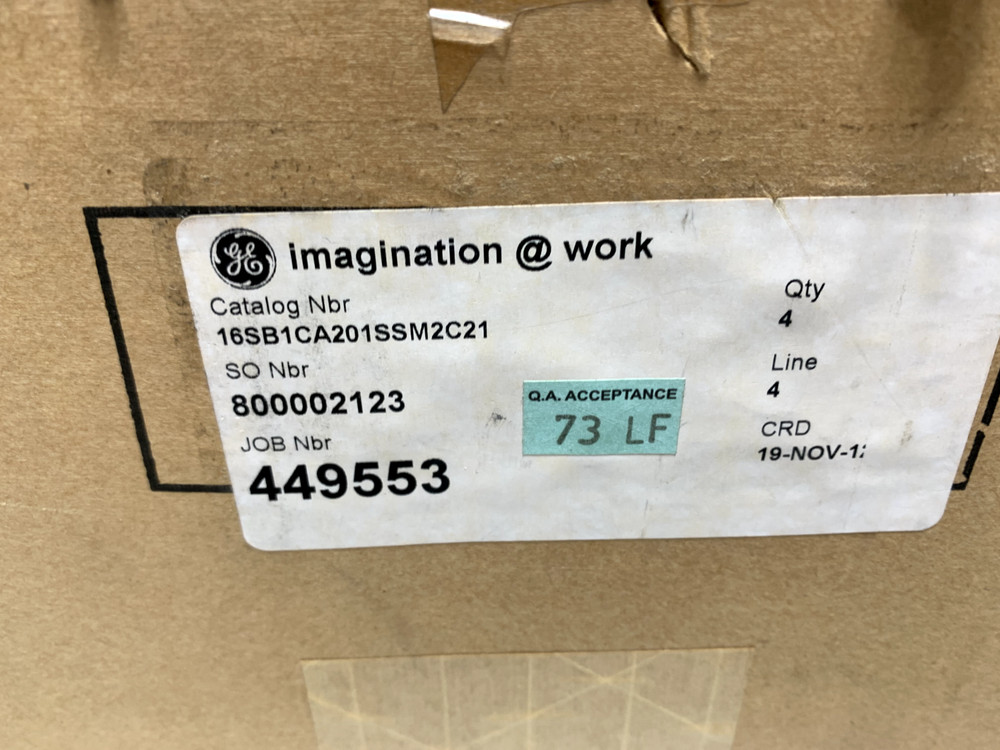 GE imagination @ work
Catalog Nbr
16SB1CA201SSM2C21
SO Nbr
800002123
JOB Nbr
449553
Q.A. ACCEPTANCE
73 LF
Qty
4
Line
4
CRD
19-NOV-1